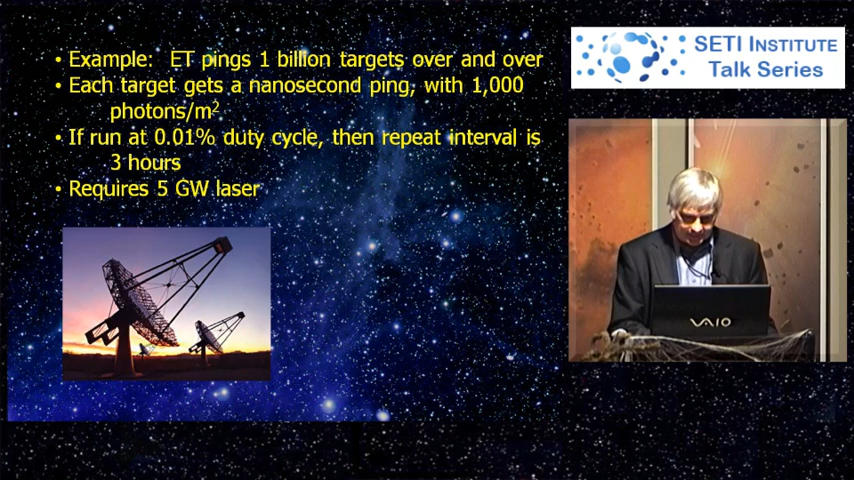 • Example: ET pings 1 billion targets over and over
• Each target gets a nanosecond ping, with 1,000
photons/m²
• If run at 0.01% duty cycle, then repeat interval is
3 hours
• Requires 5 GW laser
SETI INSTITUTE
Talk Series
VAIO